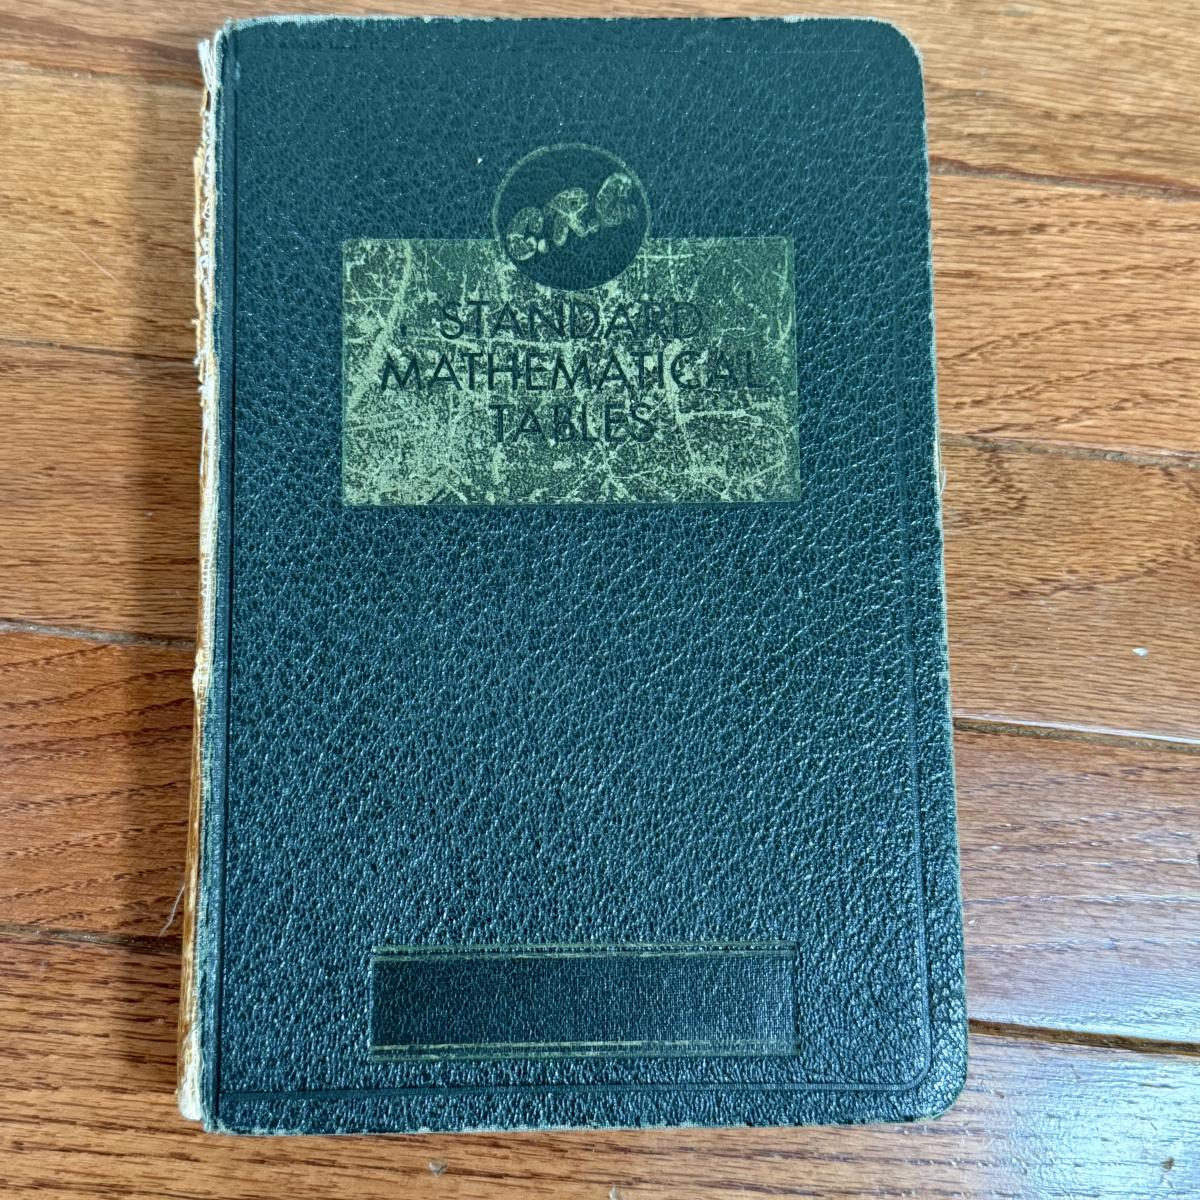 C.R.C.
STANDARD
MATHEMATICAL
TABLES